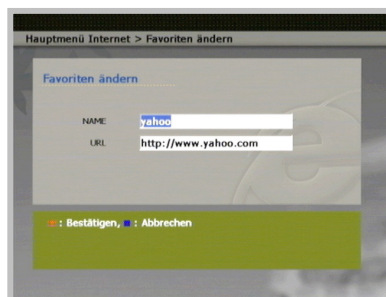 Hauptmenü Internet > Favoriten ändern
Favoriten ändern
NAME yahoo
URL http://www.yahoo.com
: Bestätigen, : Abbrechen